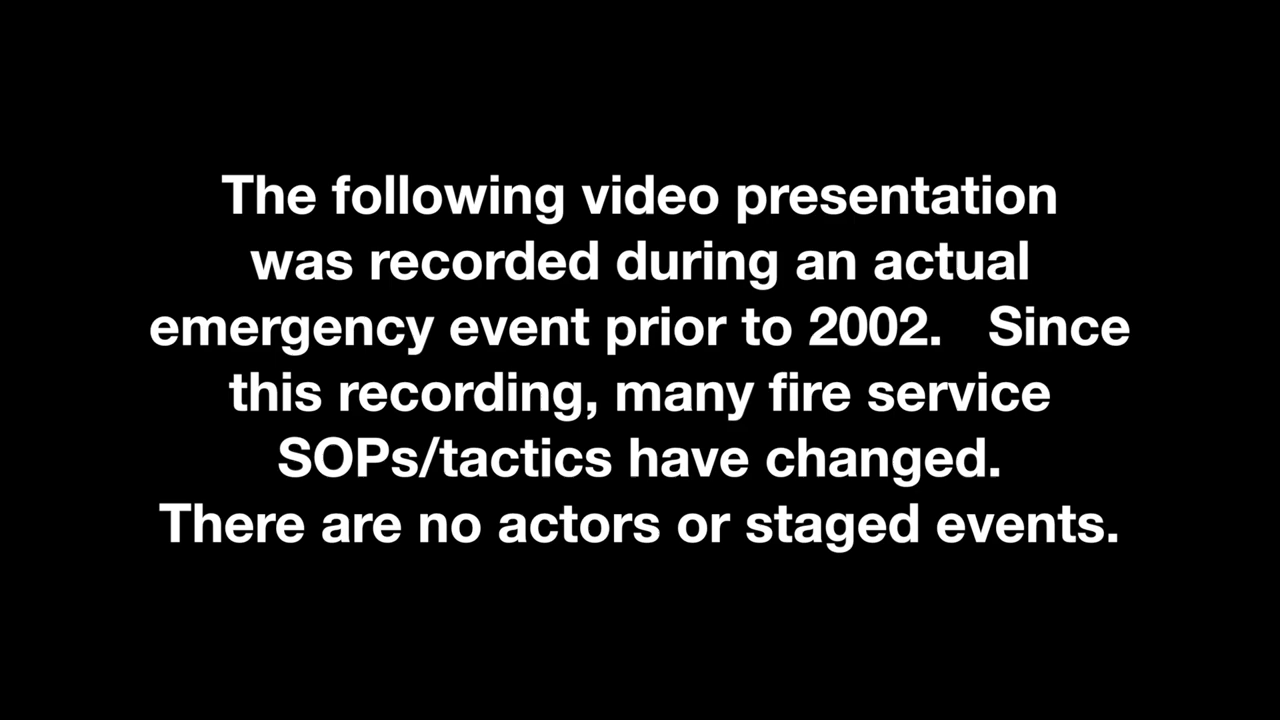 The following video presentation
was recorded during an actual
emergency event prior to 2002.   Since
this recording, many fire service
SOPs/tactics have changed.
There are no actors or staged events.